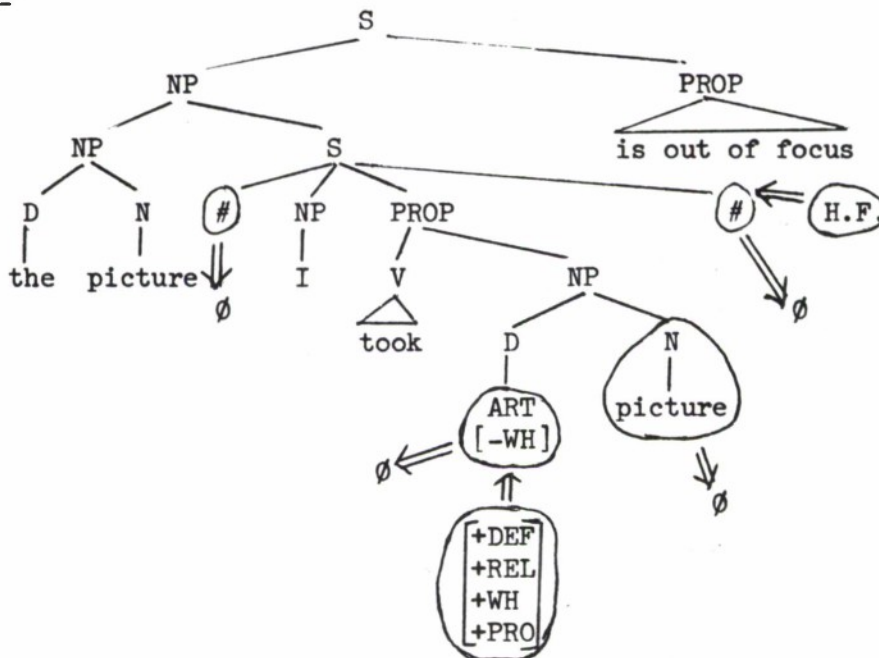 S
NP PROP
NP S is out of focus
D N # NP PROP # H.F.
the picture ∅ I V NP ∅
took D N
ART picture
[-WH]
∅ ∅
+DEF
+REL
+WH
+PRO